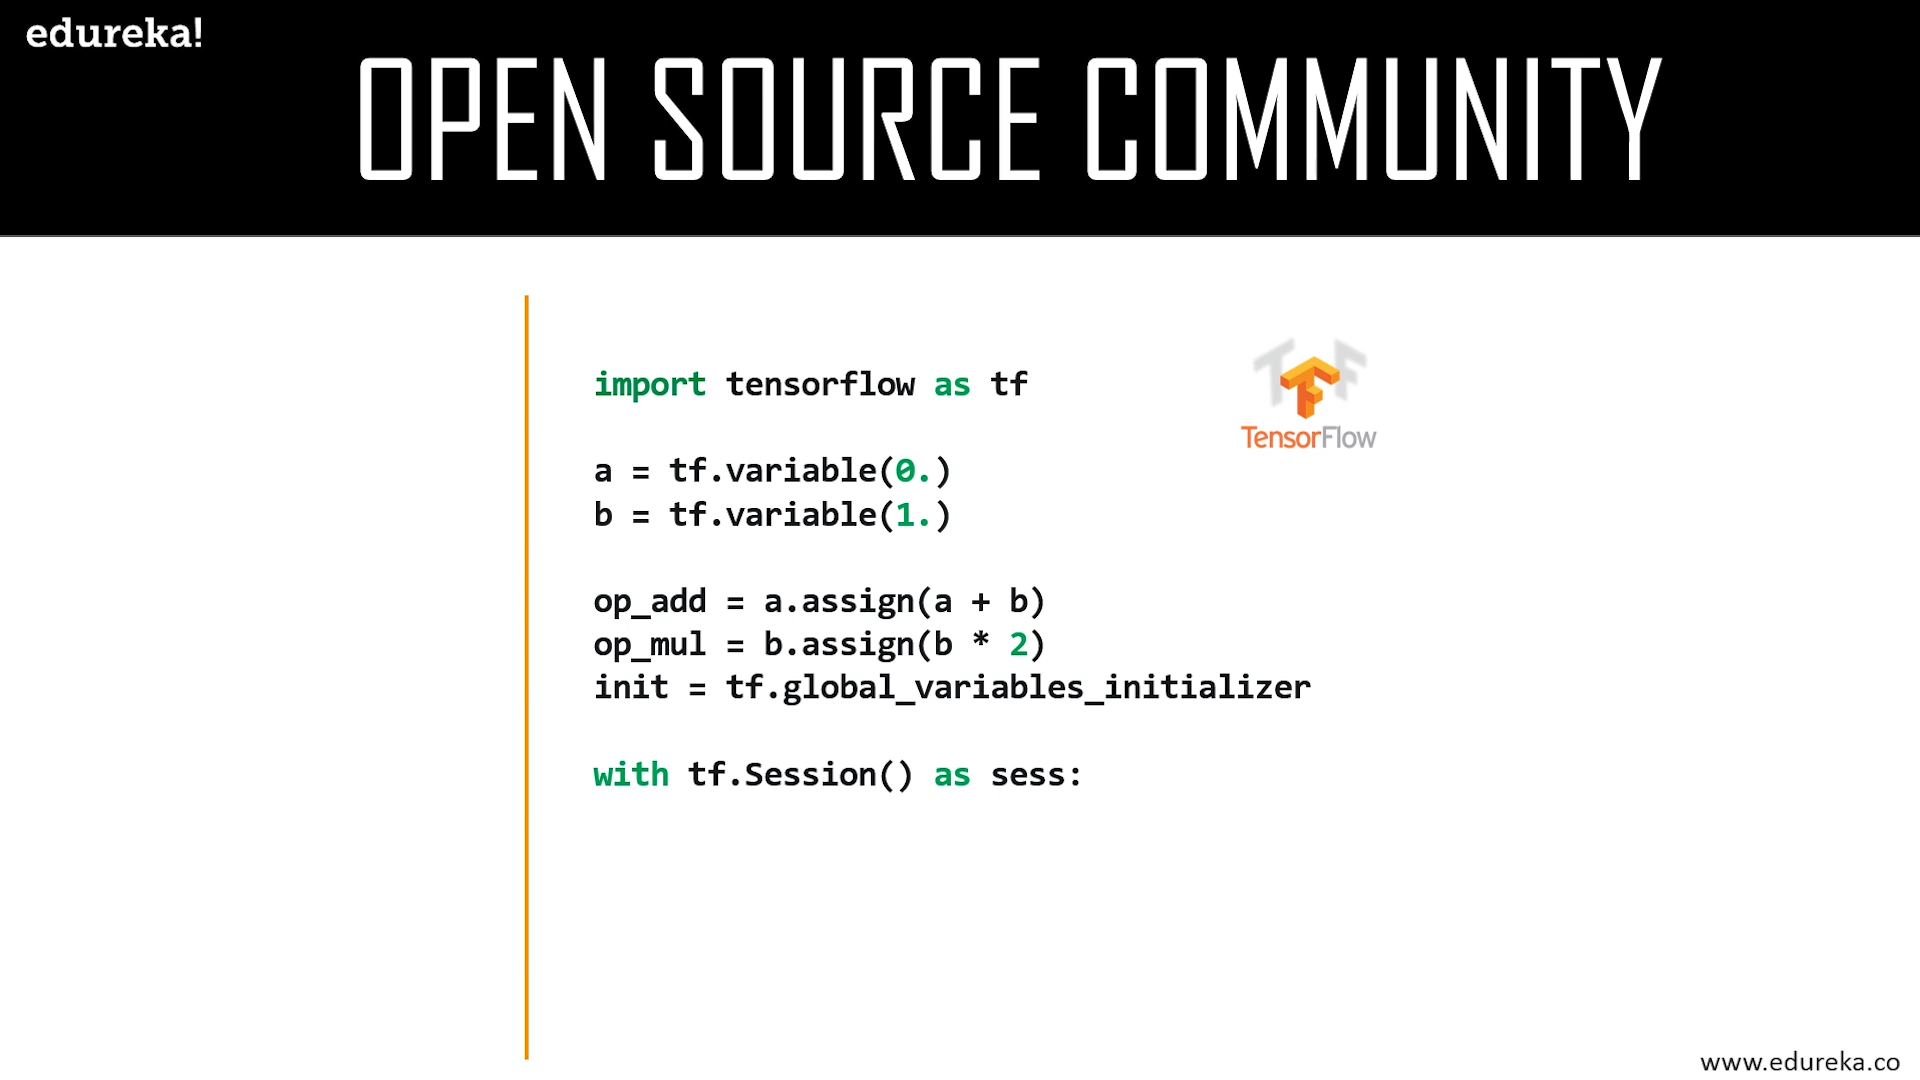 edureka!
OPEN SOURCE COMMUNITY
import tensorflow as tf
TensorFlow
a = tf.variable(0.)
b = tf.variable(1.)
op_add = a.assign(a + b)
op_mul = b.assign(b * 2)
init = tf.global_variables_initializer
with tf.Session() as sess:
www.edureka.co